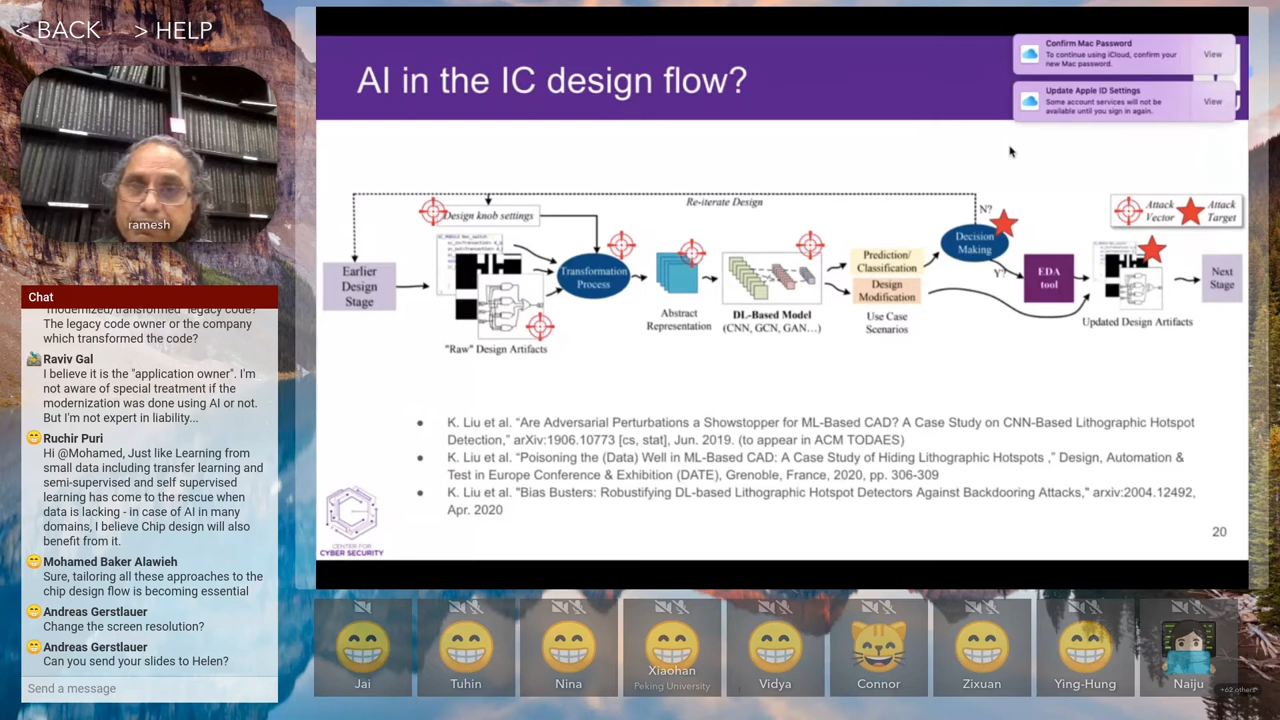 < BACK > HELP
ramesh
Chat
"modernized/transformed" legacy code?
The legacy code owner or the company
which transformed the code?
Raviv Gal
I believe it is the "application owner". I'm
not aware of special treatment if the
modernization was done using AI or not.
But I'm not expert in liability...
Ruchir Puri
Hi @Mohamed, Just like Learning from
small data including transfer learning and
semi-supervised and self supervised
learning has come to the rescue when
data is lacking - in case of AI in many
domains, I believe Chip design will also
benefit from it.
Mohamed Baker Alawieh
Sure, tailoring all these approaches to the
chip design flow is becoming essential
Andreas Gerstlauer
Change the screen resolution?
Andreas Gerstlauer
Can you send your slides to Helen?
Send a message
AI in the IC design flow?
Confirm Mac Password
To continue using iCloud, confirm your
new Mac password.
View
Update Apple ID Settings
Some account services will not be
available until you sign in again.
View
Re-iterate Design
Design knob settings
N?
Attack
Vector
Attack
Target
Earlier
Design
Stage
Transformation
Process
Prediction/
Classification
Design
Modification
Decision
Making
Y?
EDA
tool
Next
Stage
"Raw" Design Artifacts
Abstract
Representation
DL-Based Model
(CNN, GCN, GAN…)
Use Case
Scenarios
Updated Design Artifacts
● K. Liu et al. “Are Adversarial Perturbations a Showstopper for ML-Based CAD? A Case Study on CNN-Based Lithographic Hotspot
Detection,” arXiv:1906.10773 [cs, stat], Jun. 2019. (to appear in ACM TODAES)
● K. Liu et al. “Poisoning the (Data) Well in ML-Based CAD: A Case Study of Hiding Lithographic Hotspots ,” Design, Automation &
Test in Europe Conference & Exhibition (DATE), Grenoble, France, 2020, pp. 306-309
● K. Liu et al. "Bias Busters: Robustifying DL-based Lithographic Hotspot Detectors Against Backdooring Attacks," arxiv:2004.12492,
Apr. 2020
CENTER FOR
CYBER SECURITY
20
Jai
Tuhin
Nina
Xiaohan
Peking University
Vidya
Connor
Zixuan
Ying-Hung
Naiju
+62 others